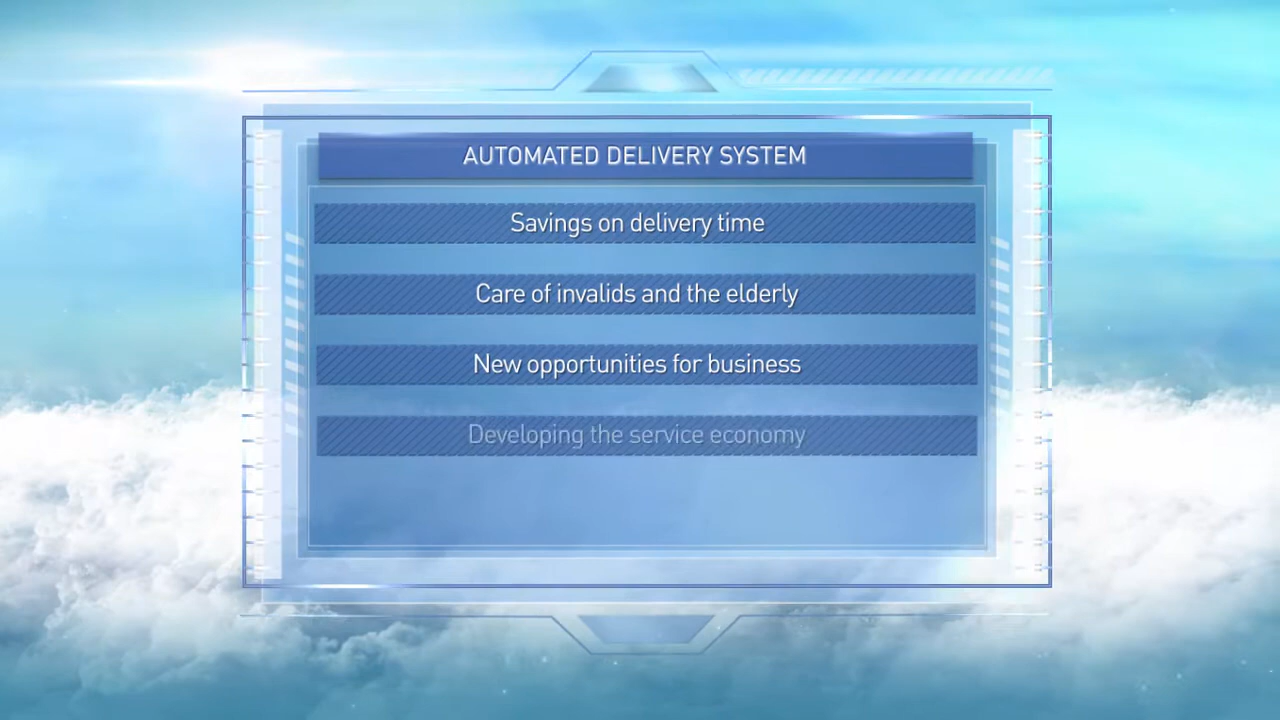 AUTOMATED DELIVERY SYSTEM
Savings on delivery time
Care of invalids and the elderly
New opportunities for business
Developing the service economy